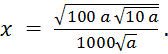 x = √(100 a √(10 a)) / 1000√a .